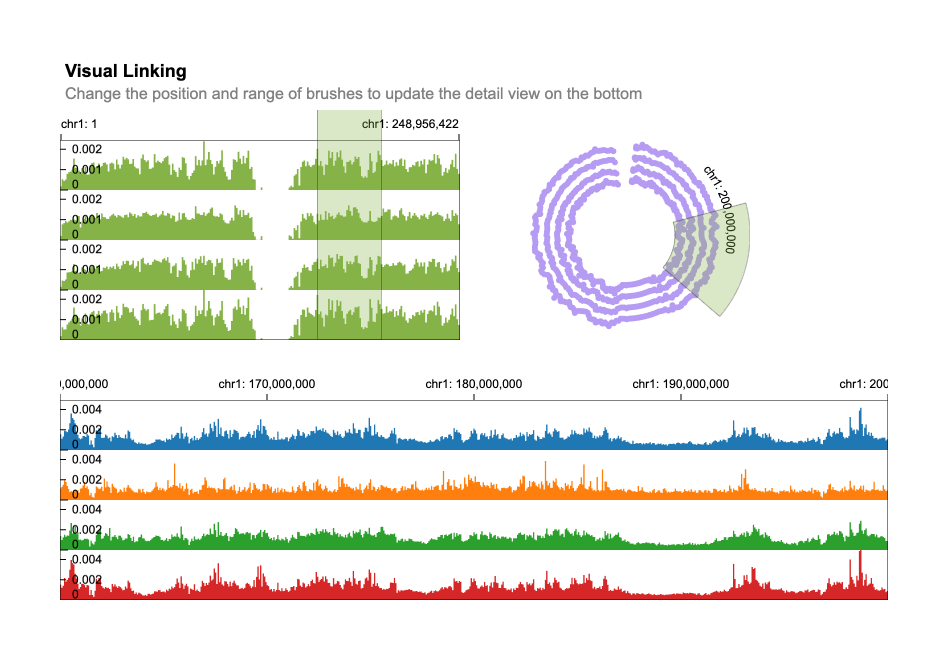 Visual Linking
Change the position and range of brushes to update the detail view on the bottom
chr1: 1
chr1: 248,956,422
0.002
0.001
0
0.002
0.001
0
0.002
0.001
0
0.002
0.001
0
chr1: 200,000,000
),000,000
chr1: 170,000,000
chr1: 180,000,000
chr1: 190,000,000
chr1: 200
0.004
0.002
0
0.004
0.002
0
0.004
0.002
0
0.004
0.002
0